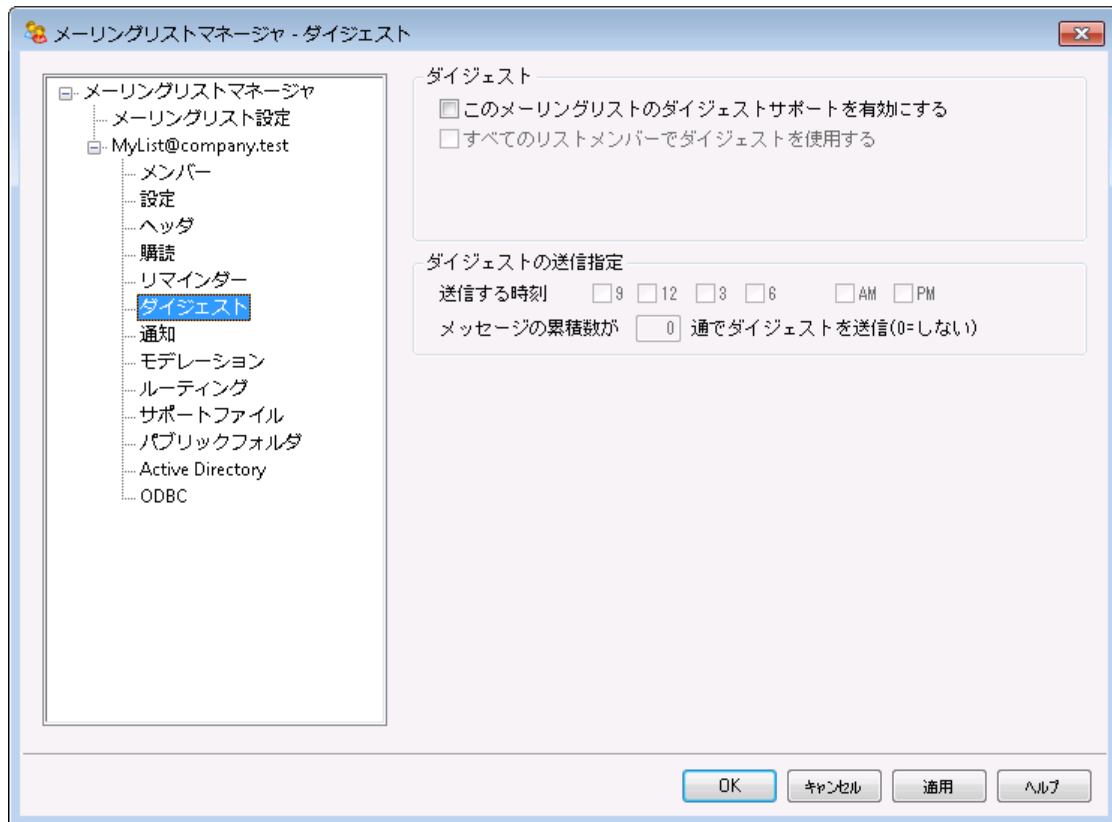 メーリングリストマネージャ - ダイジェスト
メーリングリストマネージャ
メーリングリスト設定
MyList@company.test
メンバー
設定
ヘッダ
購読
リマインダー
ダイジェスト
通知
モデレーション
ルーティング
サポートファイル
パブリックフォルダ
Active Directory
ODBC
ダイジェスト
このメーリングリストのダイジェストサポートを有効にする
すべてのリストメンバーでダイジェストを使用する
ダイジェストの送信指定
送信する時刻 9 12 3 6 AM PM
メッセージの累積数が 0 通でダイジェストを送信(0=しない)
OK キャンセル 適用 ヘルプ